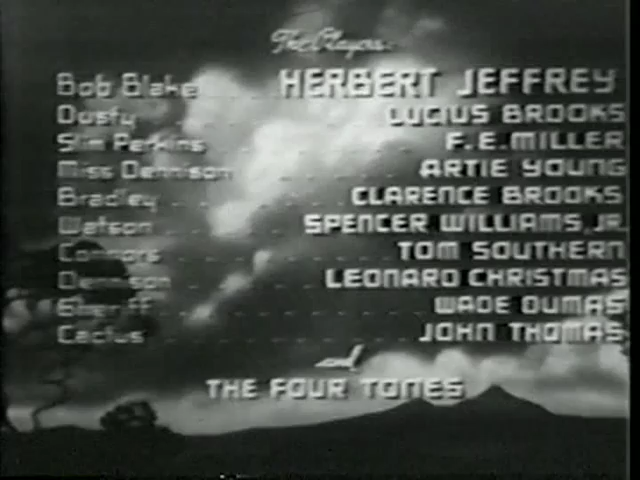 The Players
Bob Blake HERBERT JEFFREY
Dusty LUCIUS BROOKS
Slim Perkins F.E. MILLER
Miss Dennison ARTIE YOUNG
Bradley CLARENCE BROOKS
Watson SPENCER WILLIAMS, JR.
Connors TOM SOUTHERN
Dennison LEONARD CHRISTMAS
Sheriff WADE DUMAS
Cactus JOHN THOMAS
and
THE FOUR TONES